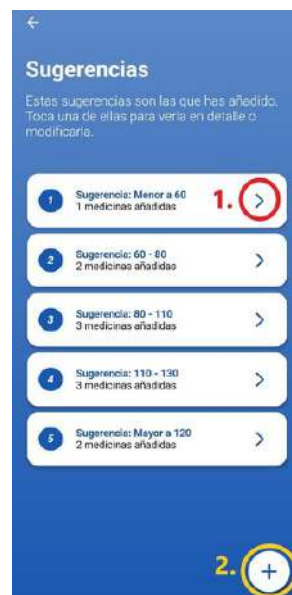 Sugerencias
Estas sugerencias son las que has añadido.
Toca una de ellas para verla en detalle o
modificarla.
1
Sugerencia: Menor a 60
1 medicinas añadidas
1.
2
Sugerencia: 60 - 80
2 medicinas añadidas
3
Sugerencia: 80 - 110
3 medicinas añadidas
4
Sugerencia: 110 - 130
3 medicinas añadidas
5
Sugerencia: Mayor a 120
2 medicinas añadidas
2. +